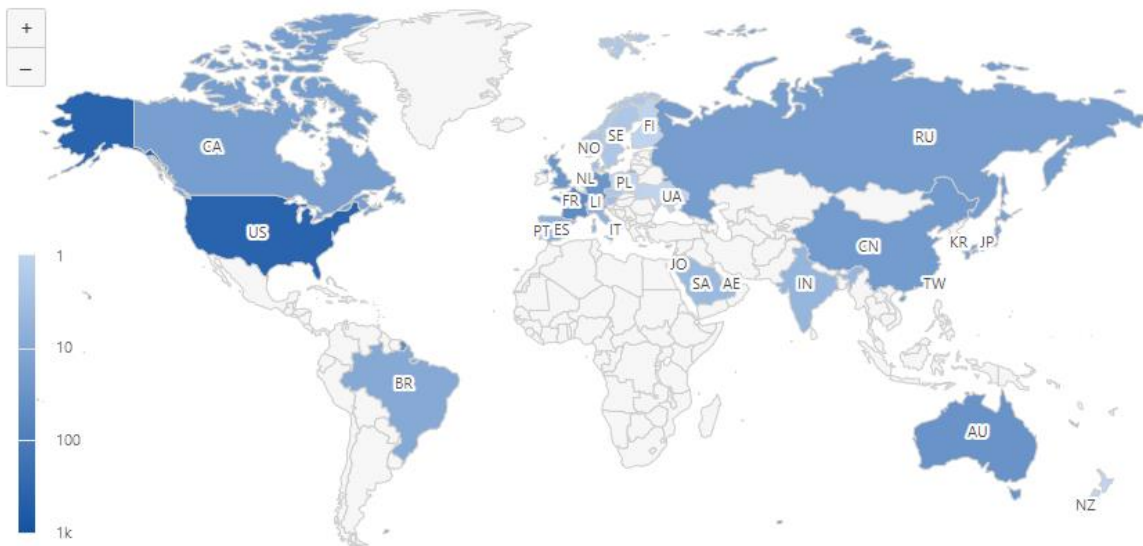 +
–
CA
US
BR
NO
SE
FI
RU
NL
PL
FR
LI
UA
PT
ES
IT
JO
SA
AE
IN
CN
KR
JP
TW
AU
NZ
1
10
100
1k